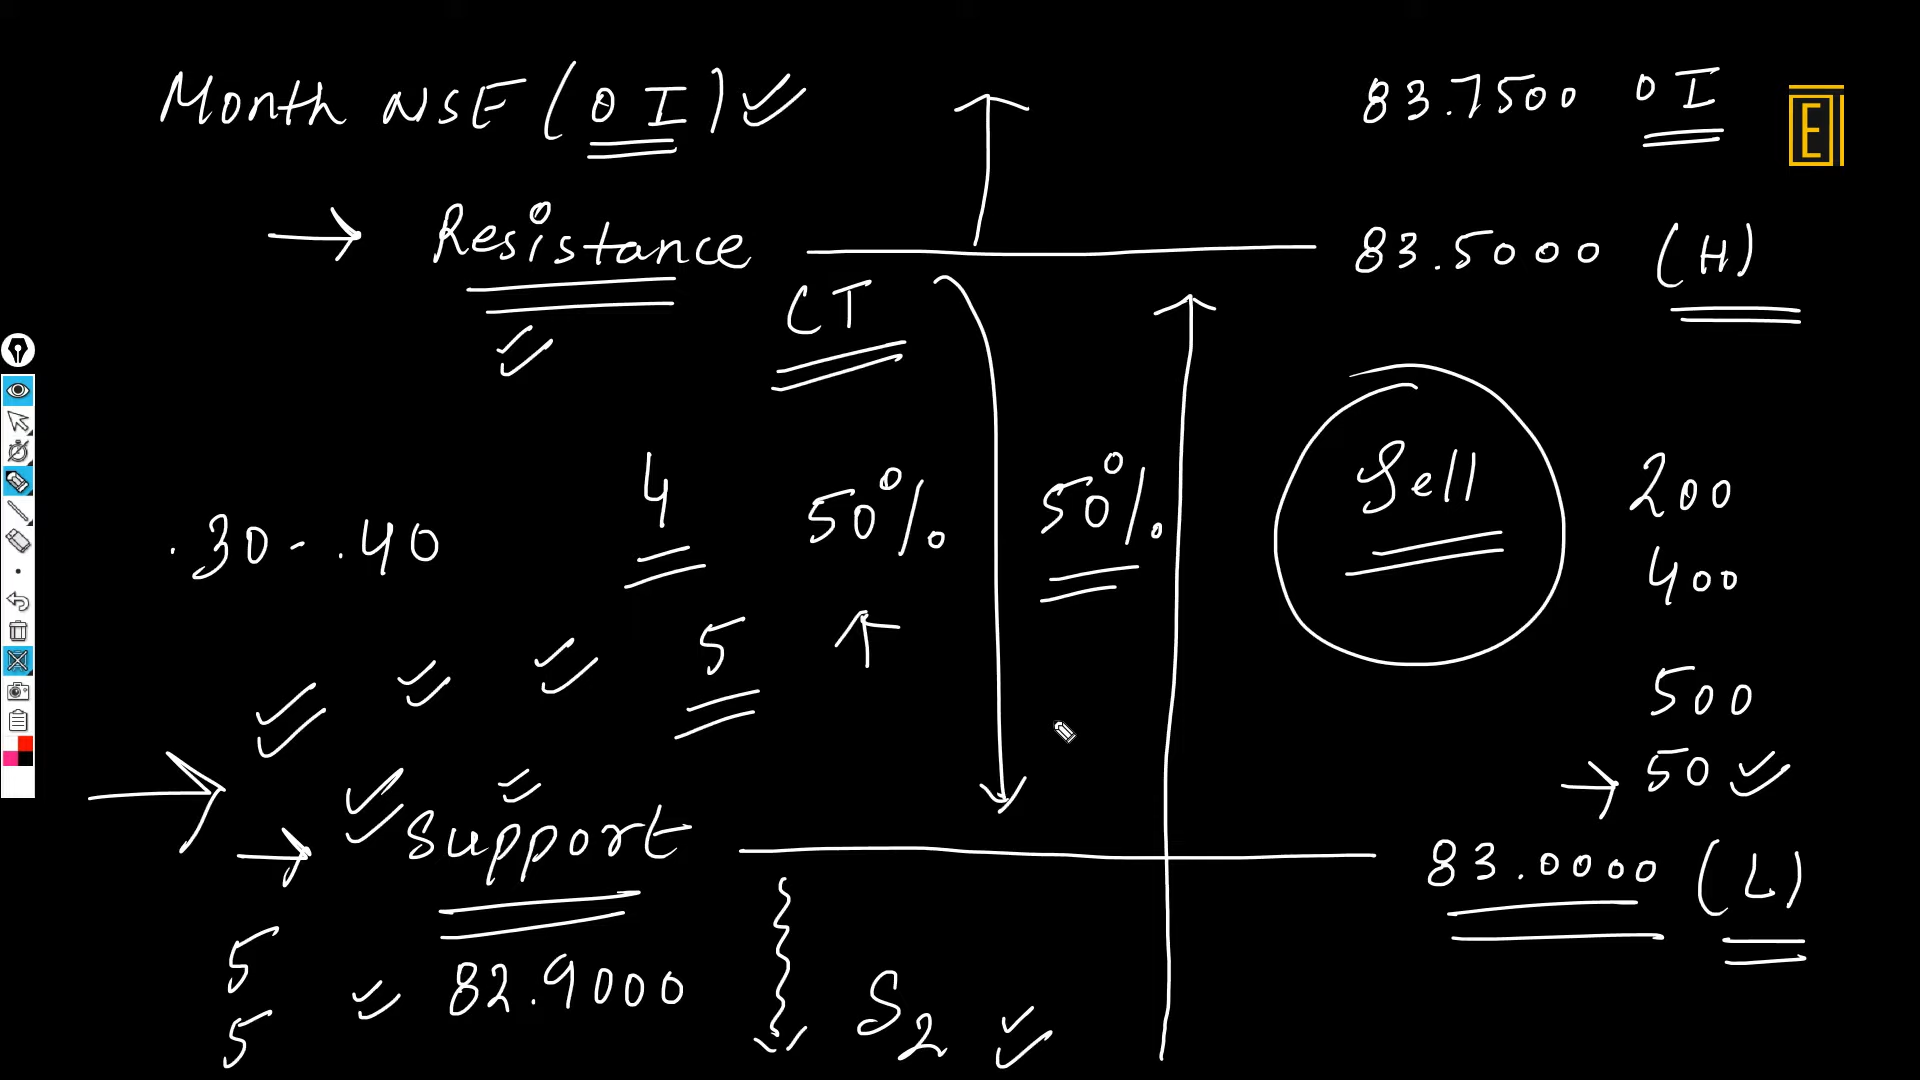 Month NSE (OI)
83.7500 OI
E
Resistance
83.5000 (H)
CT
4
50%
50%
Sell
200
.30 - .40
400
5
500
50
Support
83.0000 (L)
5
82.9000
S2
5